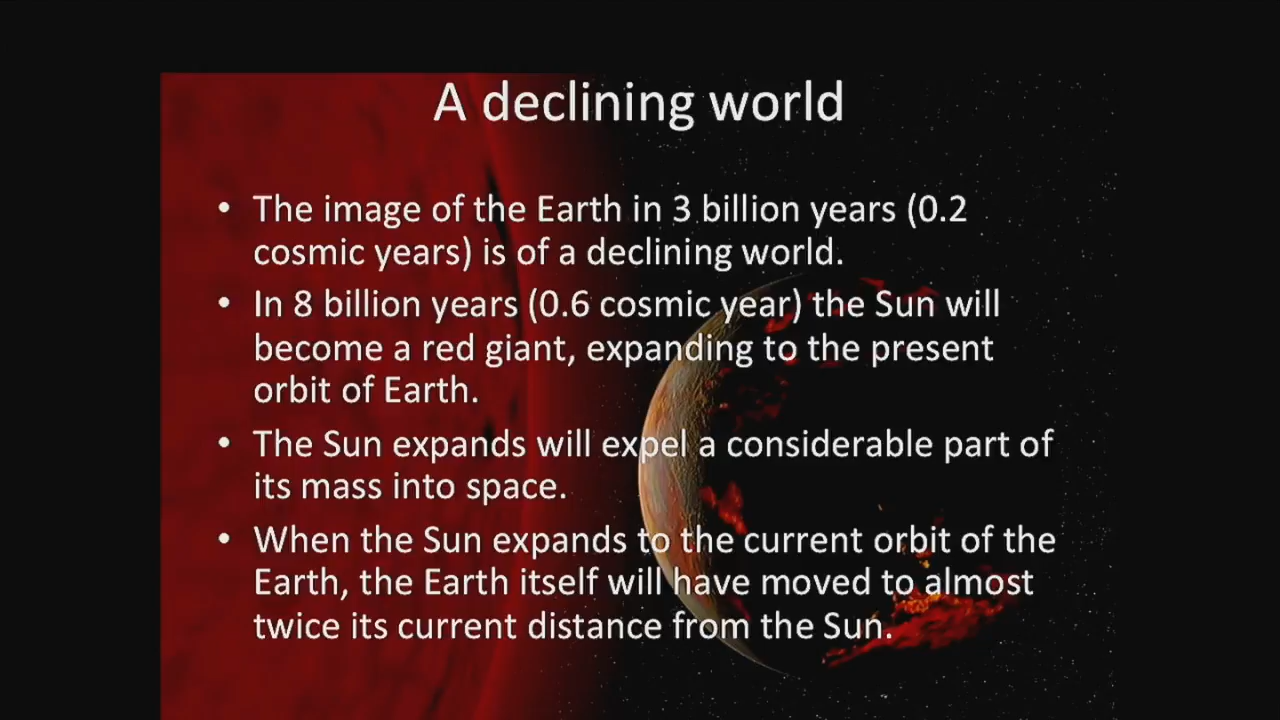 A declining world
• The image of the Earth in 3 billion years (0.2
cosmic years) is of a declining world.
• In 8 billion years (0.6 cosmic year) the Sun will
become a red giant, expanding to the present
orbit of Earth.
• The Sun expands will expel a considerable part of
its mass into space.
• When the Sun expands to the current orbit of the
Earth, the Earth itself will have moved to almost
twice its current distance from the Sun.